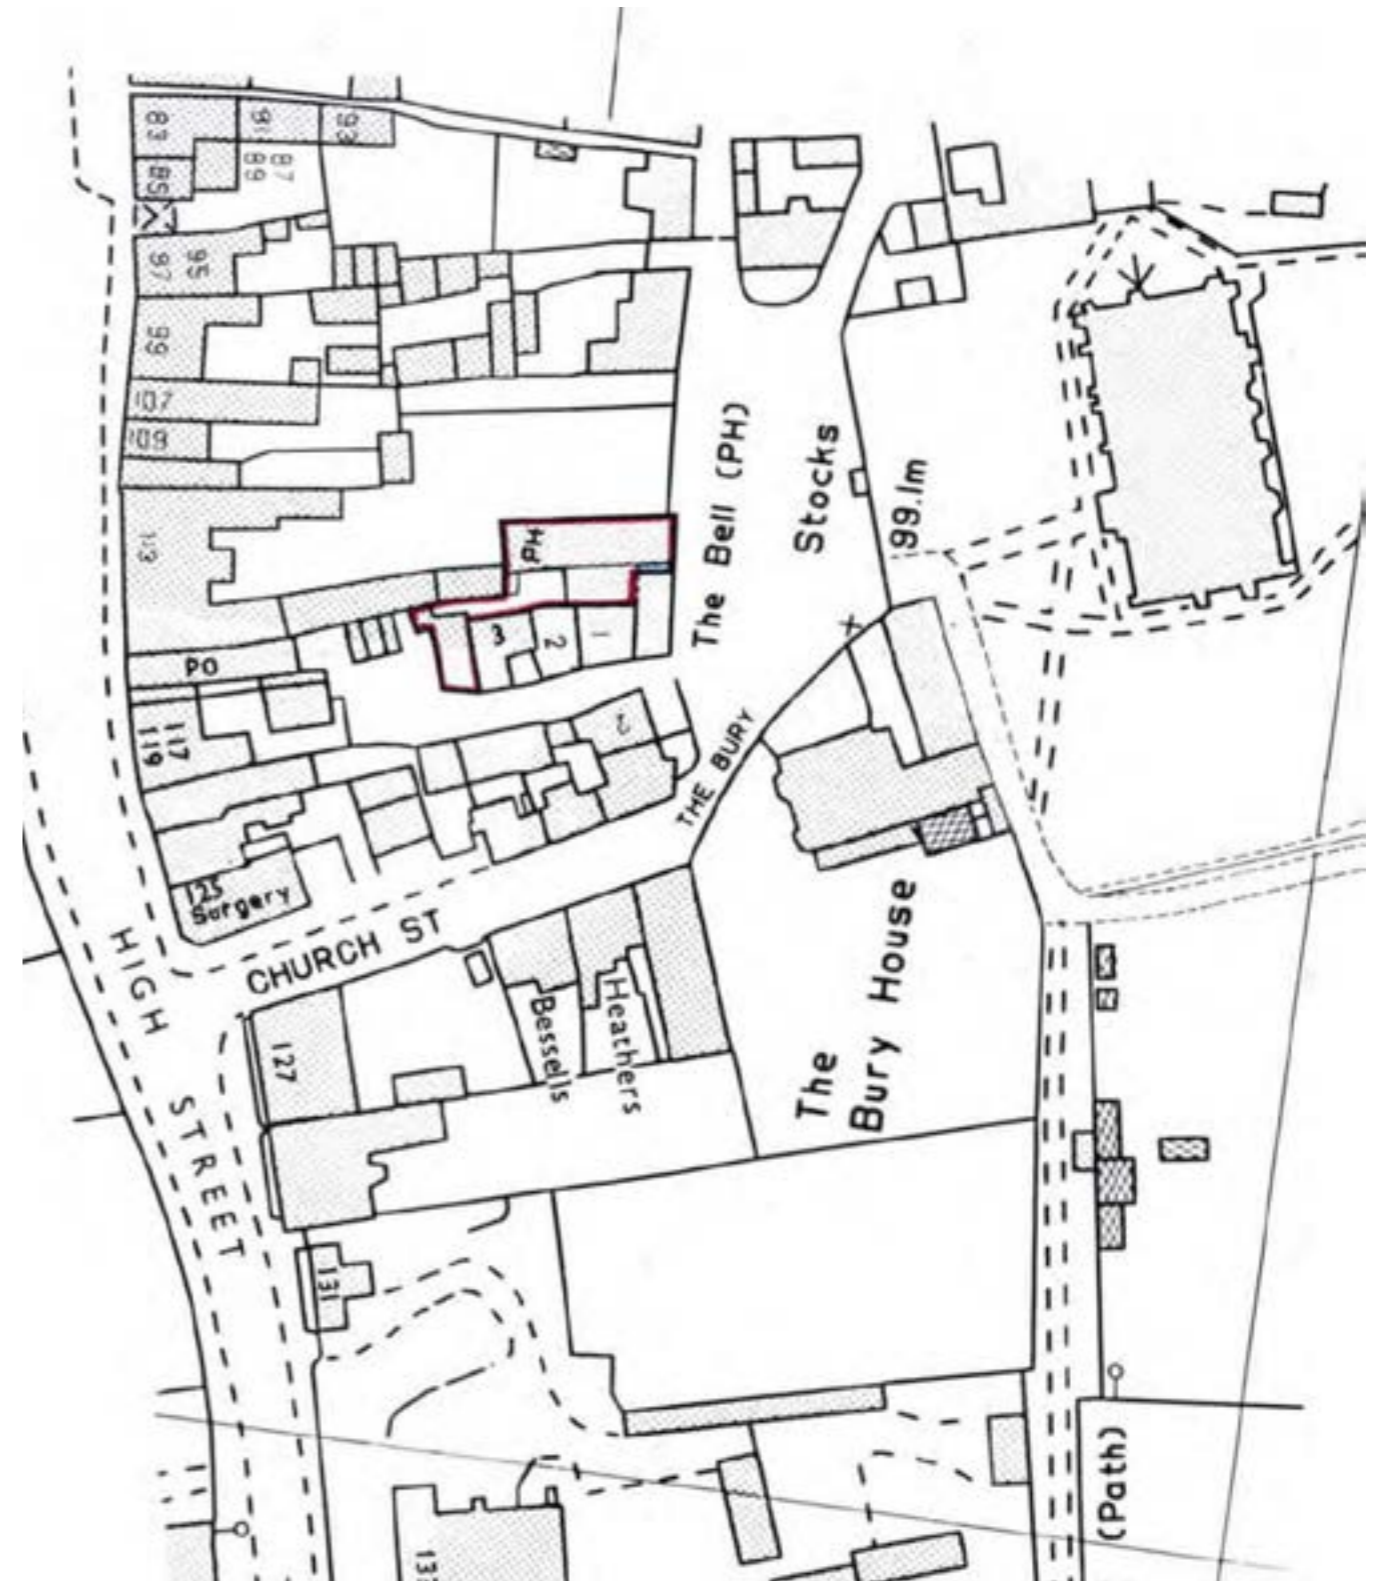 83
91
93
85
87
89
97
95
99
107
109
113
PH
The Bell (PH)
Stocks
99.1m
3
2
1
PO
117
119
2
THE BURY
125
Surgery
CHURCH ST
HIGH
STREET
127
Bessells
Heathers
The
Bury House
131
(Path)